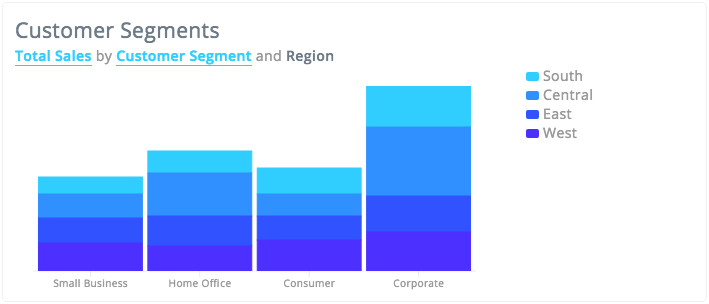 Customer Segments
Total Sales by Customer Segment and Region
South
Central
East
West
Small Business
Home Office
Consumer
Corporate